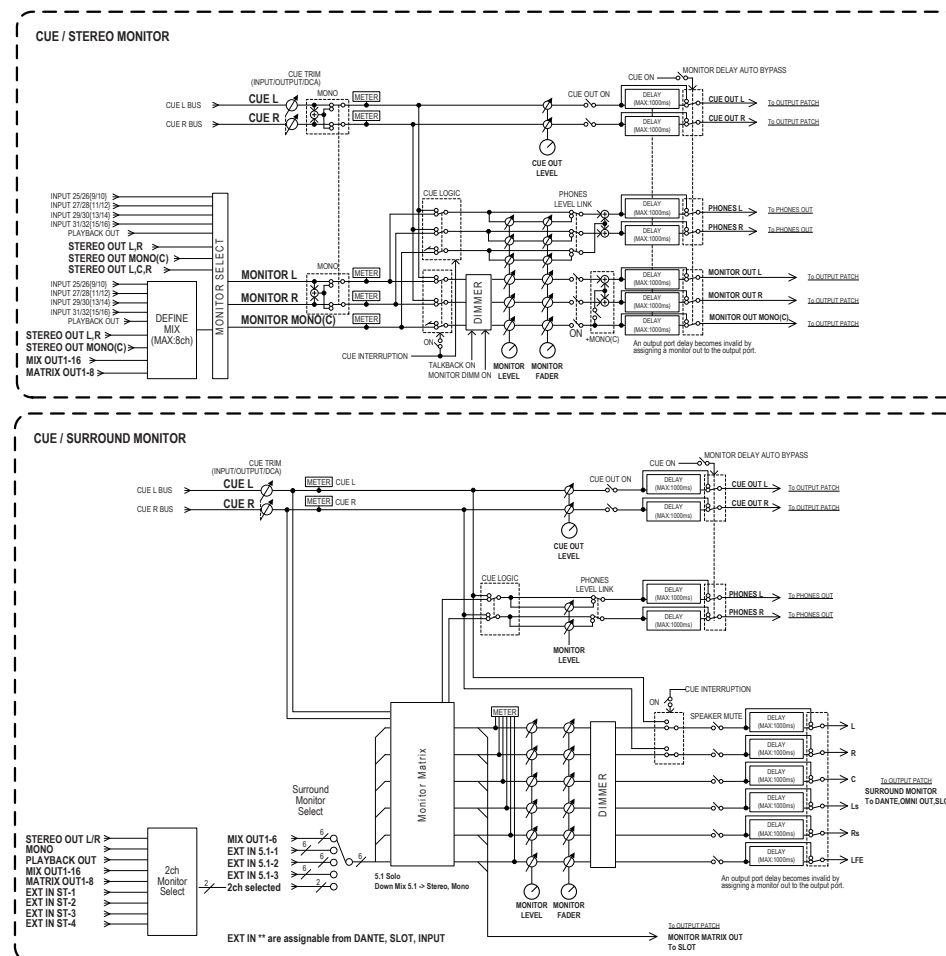 CUE / STEREO MONITOR
CUE TRIM
(INPUT/OUTPUT/DCA)
MONO
CUE ON
MONITOR DELAY AUTO BYPASS
CUE L BUS
CUE L
METER
CUE OUT ON
DELAY
(MAX:1000ms)
CUE OUT L
To OUTPUT PATCH
CUE R BUS
CUE R
METER
DELAY
(MAX:1000ms)
CUE OUT R
To OUTPUT PATCH
CUE OUT
LEVEL
INPUT 25/26{9/10}
INPUT 27/28{11/12}
INPUT 29/30{13/14}
INPUT 31/32{15/16}
PLAYBACK OUT
STEREO OUT L,R
STEREO OUT MONO(C)
STEREO OUT L,C,R
INPUT 25/26{9/10}
INPUT 27/28{11/12}
INPUT 29/30{13/14}
INPUT 31/32{15/16}
PLAYBACK OUT
STEREO OUT L,R
STEREO OUT MONO(C)
MIX OUT1-16
MATRIX OUT1-8
DEFINE
MIX
(MAX:8ch)
MONITOR SELECT
CUE LOGIC
PHONES
LEVEL LINK
DELAY
(MAX:1000ms)
PHONES L
To PHONES OUT
DELAY
(MAX:1000ms)
PHONES R
To PHONES OUT
MONO
MONITOR L
METER
MONITOR R
METER
MONITOR MONO(C)
METER
DIMMER
DELAY
(MAX:1000ms)
MONITOR OUT L
To OUTPUT PATCH
DELAY
(MAX:1000ms)
MONITOR OUT R
To OUTPUT PATCH
DELAY
(MAX:1000ms)
MONITOR OUT MONO(C)
To OUTPUT PATCH
ON
ON
+MONO(C)
CUE INTERRUPTION
TALKBACK ON
MONITOR DIMM ON
MONITOR
LEVEL
MONITOR
FADER
An output port delay becomes invalid by
assigning a monitor out to the output port.
CUE / SURROUND MONITOR
CUE TRIM
(INPUT/OUTPUT/DCA)
CUE ON
MONITOR DELAY AUTO BYPASS
CUE L BUS
CUE L
METER
CUE L
CUE OUT ON
DELAY
(MAX:1000ms)
CUE OUT L
To OUTPUT PATCH
CUE R BUS
CUE R
METER
CUE R
DELAY
(MAX:1000ms)
CUE OUT R
To OUTPUT PATCH
CUE OUT
LEVEL
CUE LOGIC
PHONES
LEVEL LINK
DELAY
(MAX:1000ms)
PHONES L
To PHONES OUT
DELAY
(MAX:1000ms)
PHONES R
To PHONES OUT
MONITOR
LEVEL
CUE INTERRUPTION
ON
METER
SPEAKER MUTE
DELAY
(MAX:1000ms)
L
DELAY
(MAX:1000ms)
R
DELAY
(MAX:1000ms)
C
To OUTPUT PATCH
SURROUND MONITOR
To DANTE,OMNI OUT,SLO
DELAY
(MAX:1000ms)
Ls
DELAY
(MAX:1000ms)
Rs
DELAY
(MAX:1000ms)
LFE
Monitor Matrix
DIMMER
Surround
Monitor
Select
STEREO OUT L/R
MONO
PLAYBACK OUT
MIX OUT1-16
MATRIX OUT1-8
EXT IN ST-1
EXT IN ST-2
EXT IN ST-3
EXT IN ST-4
2ch
Monitor
Select
2
MIX OUT1-6
6
EXT IN 5.1-1
6
EXT IN 5.1-2
6
EXT IN 5.1-3
6
2ch selected
2
6
5.1 Solo
Down Mix 5.1 -> Stereo, Mono
An output port delay becomes invalid by
assigning a monitor out to the output port.
MONITOR
LEVEL
MONITOR
FADER
EXT IN ** are assignable from DANTE, SLOT, INPUT
To OUTPUT PATCH
MONITOR MATRIX OUT
To SLOT